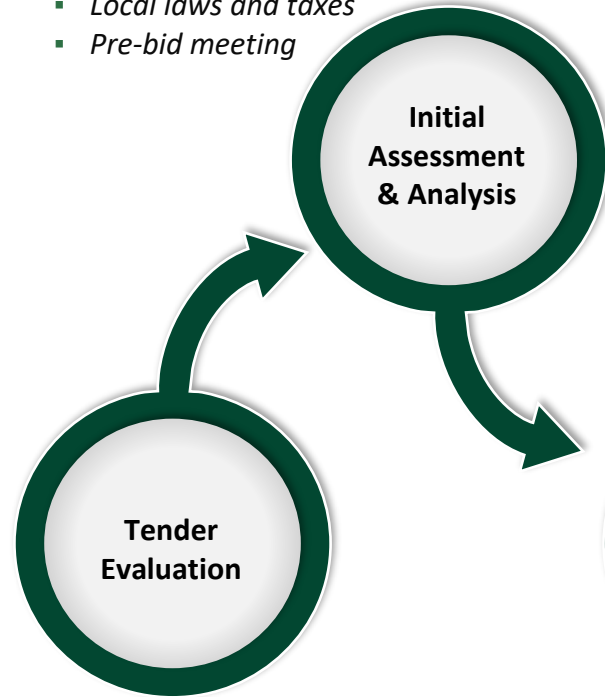 ▪ Local laws and taxes
▪ Pre-bid meeting
Initial
Assessment
& Analysis
Tender
Evaluation